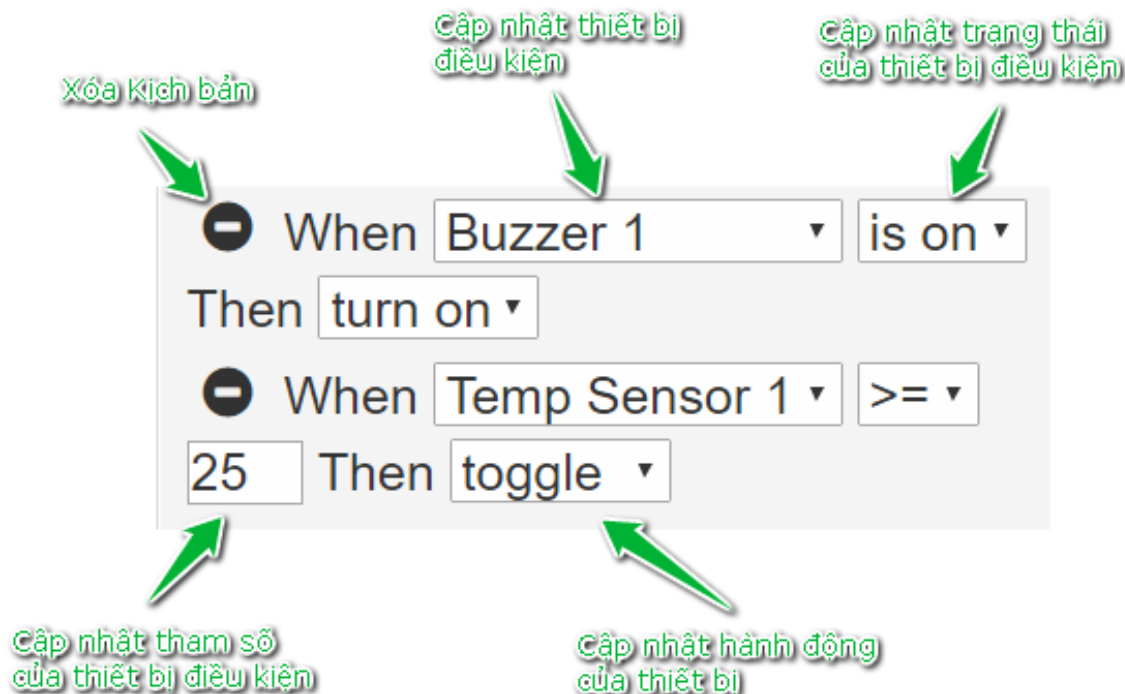 Cập nhật thiết bị
điều kiện
Cập nhật trạng thái
của thiết bị điều kiện
Xóa Kịch bản
When Buzzer 1 is on
Then turn on
When Temp Sensor 1 >=
25 Then toggle
Cập nhật tham số
của thiết bị điều kiện
Cập nhật hành động
của thiết bị